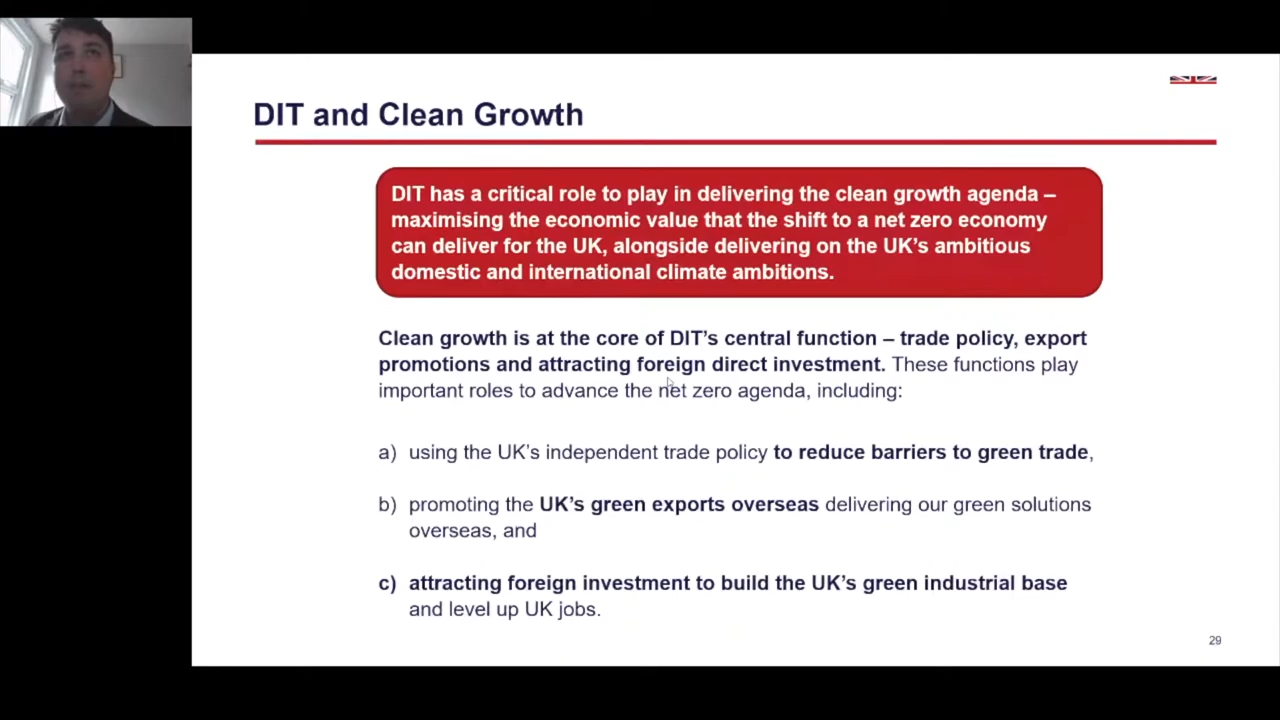 DIT and Clean Growth
DIT has a critical role to play in delivering the clean growth agenda –
maximising the economic value that the shift to a net zero economy
can deliver for the UK, alongside delivering on the UK’s ambitious
domestic and international climate ambitions.
Clean growth is at the core of DIT’s central function – trade policy, export
promotions and attracting foreign direct investment. These functions play
important roles to advance the net zero agenda, including:
a) using the UK’s independent trade policy to reduce barriers to green trade,
b) promoting the UK’s green exports overseas delivering our green solutions
overseas, and
c) attracting foreign investment to build the UK’s green industrial base
and level up UK jobs.
29